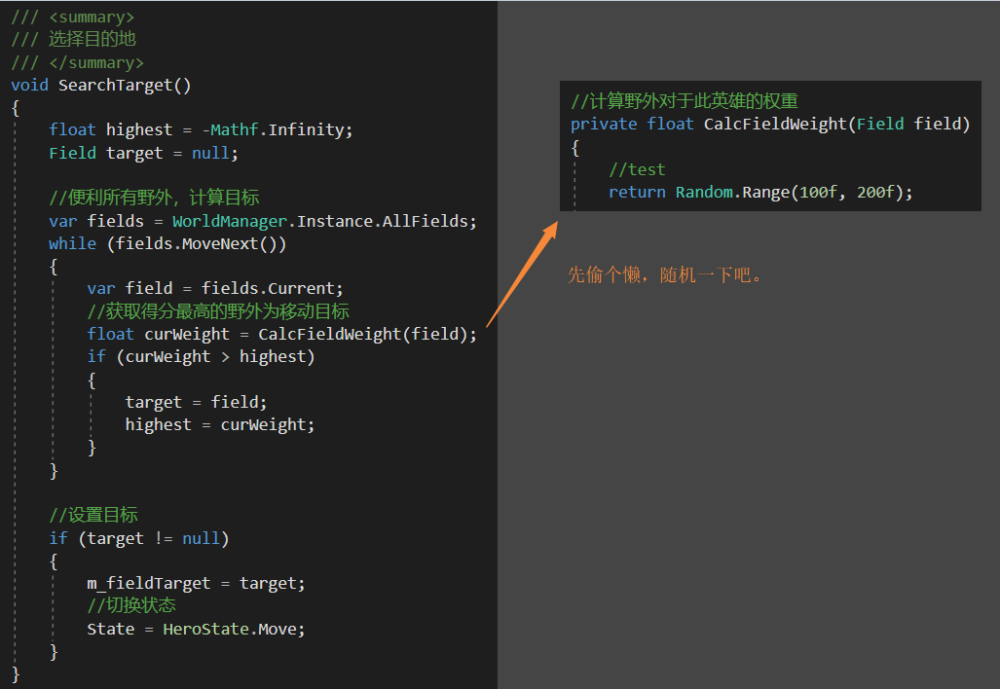 /// <summary>
/// 选择目的地
/// </summary>
void SearchTarget()
{
    float highest = -Mathf.Infinity;
    Field target = null;

    //便利所有野外，计算目标
    var fields = WorldManager.Instance.AllFields;
    while (fields.MoveNext())
    {
        var field = fields.Current;
        //获取得分最高的野外为移动目标
        float curWeight = CalcFieldWeight(field);
        if (curWeight > highest)
        {
            target = field;
            highest = curWeight;
        }
    }

    //设置目标
    if (target != null)
    {
        m_fieldTarget = target;
        //切换状态
        State = HeroState.Move;
    }
}
//计算野外对于此英雄的权重
private float CalcFieldWeight(Field field)
{
    //test
    return Random.Range(100f, 200f);
先偷个懒，随机一下吧。